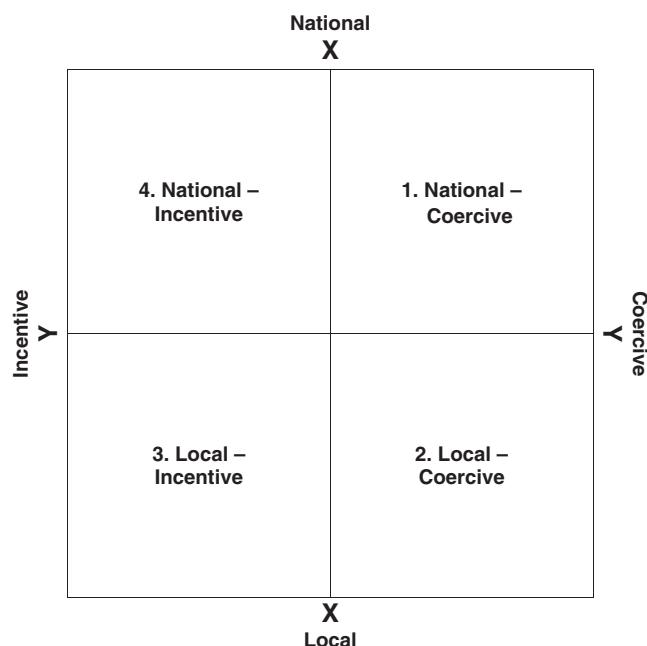 National
X
4. National –
Incentive
1. National –
Coercive
Incentive
Y
Y
Coercive
3. Local –
Incentive
2. Local –
Coercive
X
Local